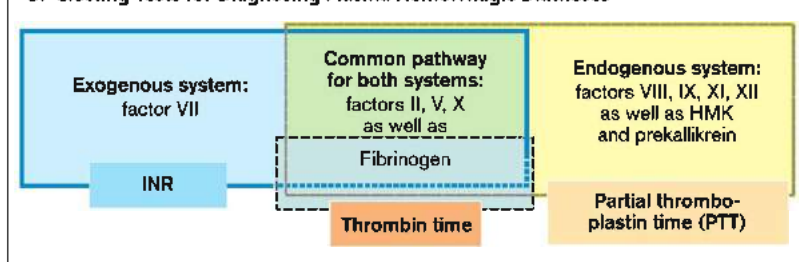 Exogenous system:
factor VII
INR
Common pathway
for both systems:
factors II, V, X
as well as
Fibrinogen
Thrombin time
Endogenous system:
factors VIII, IX, XI, XII
as well as HMK
and prekallikrein
Partial thrombo-
plastin time (PTT)